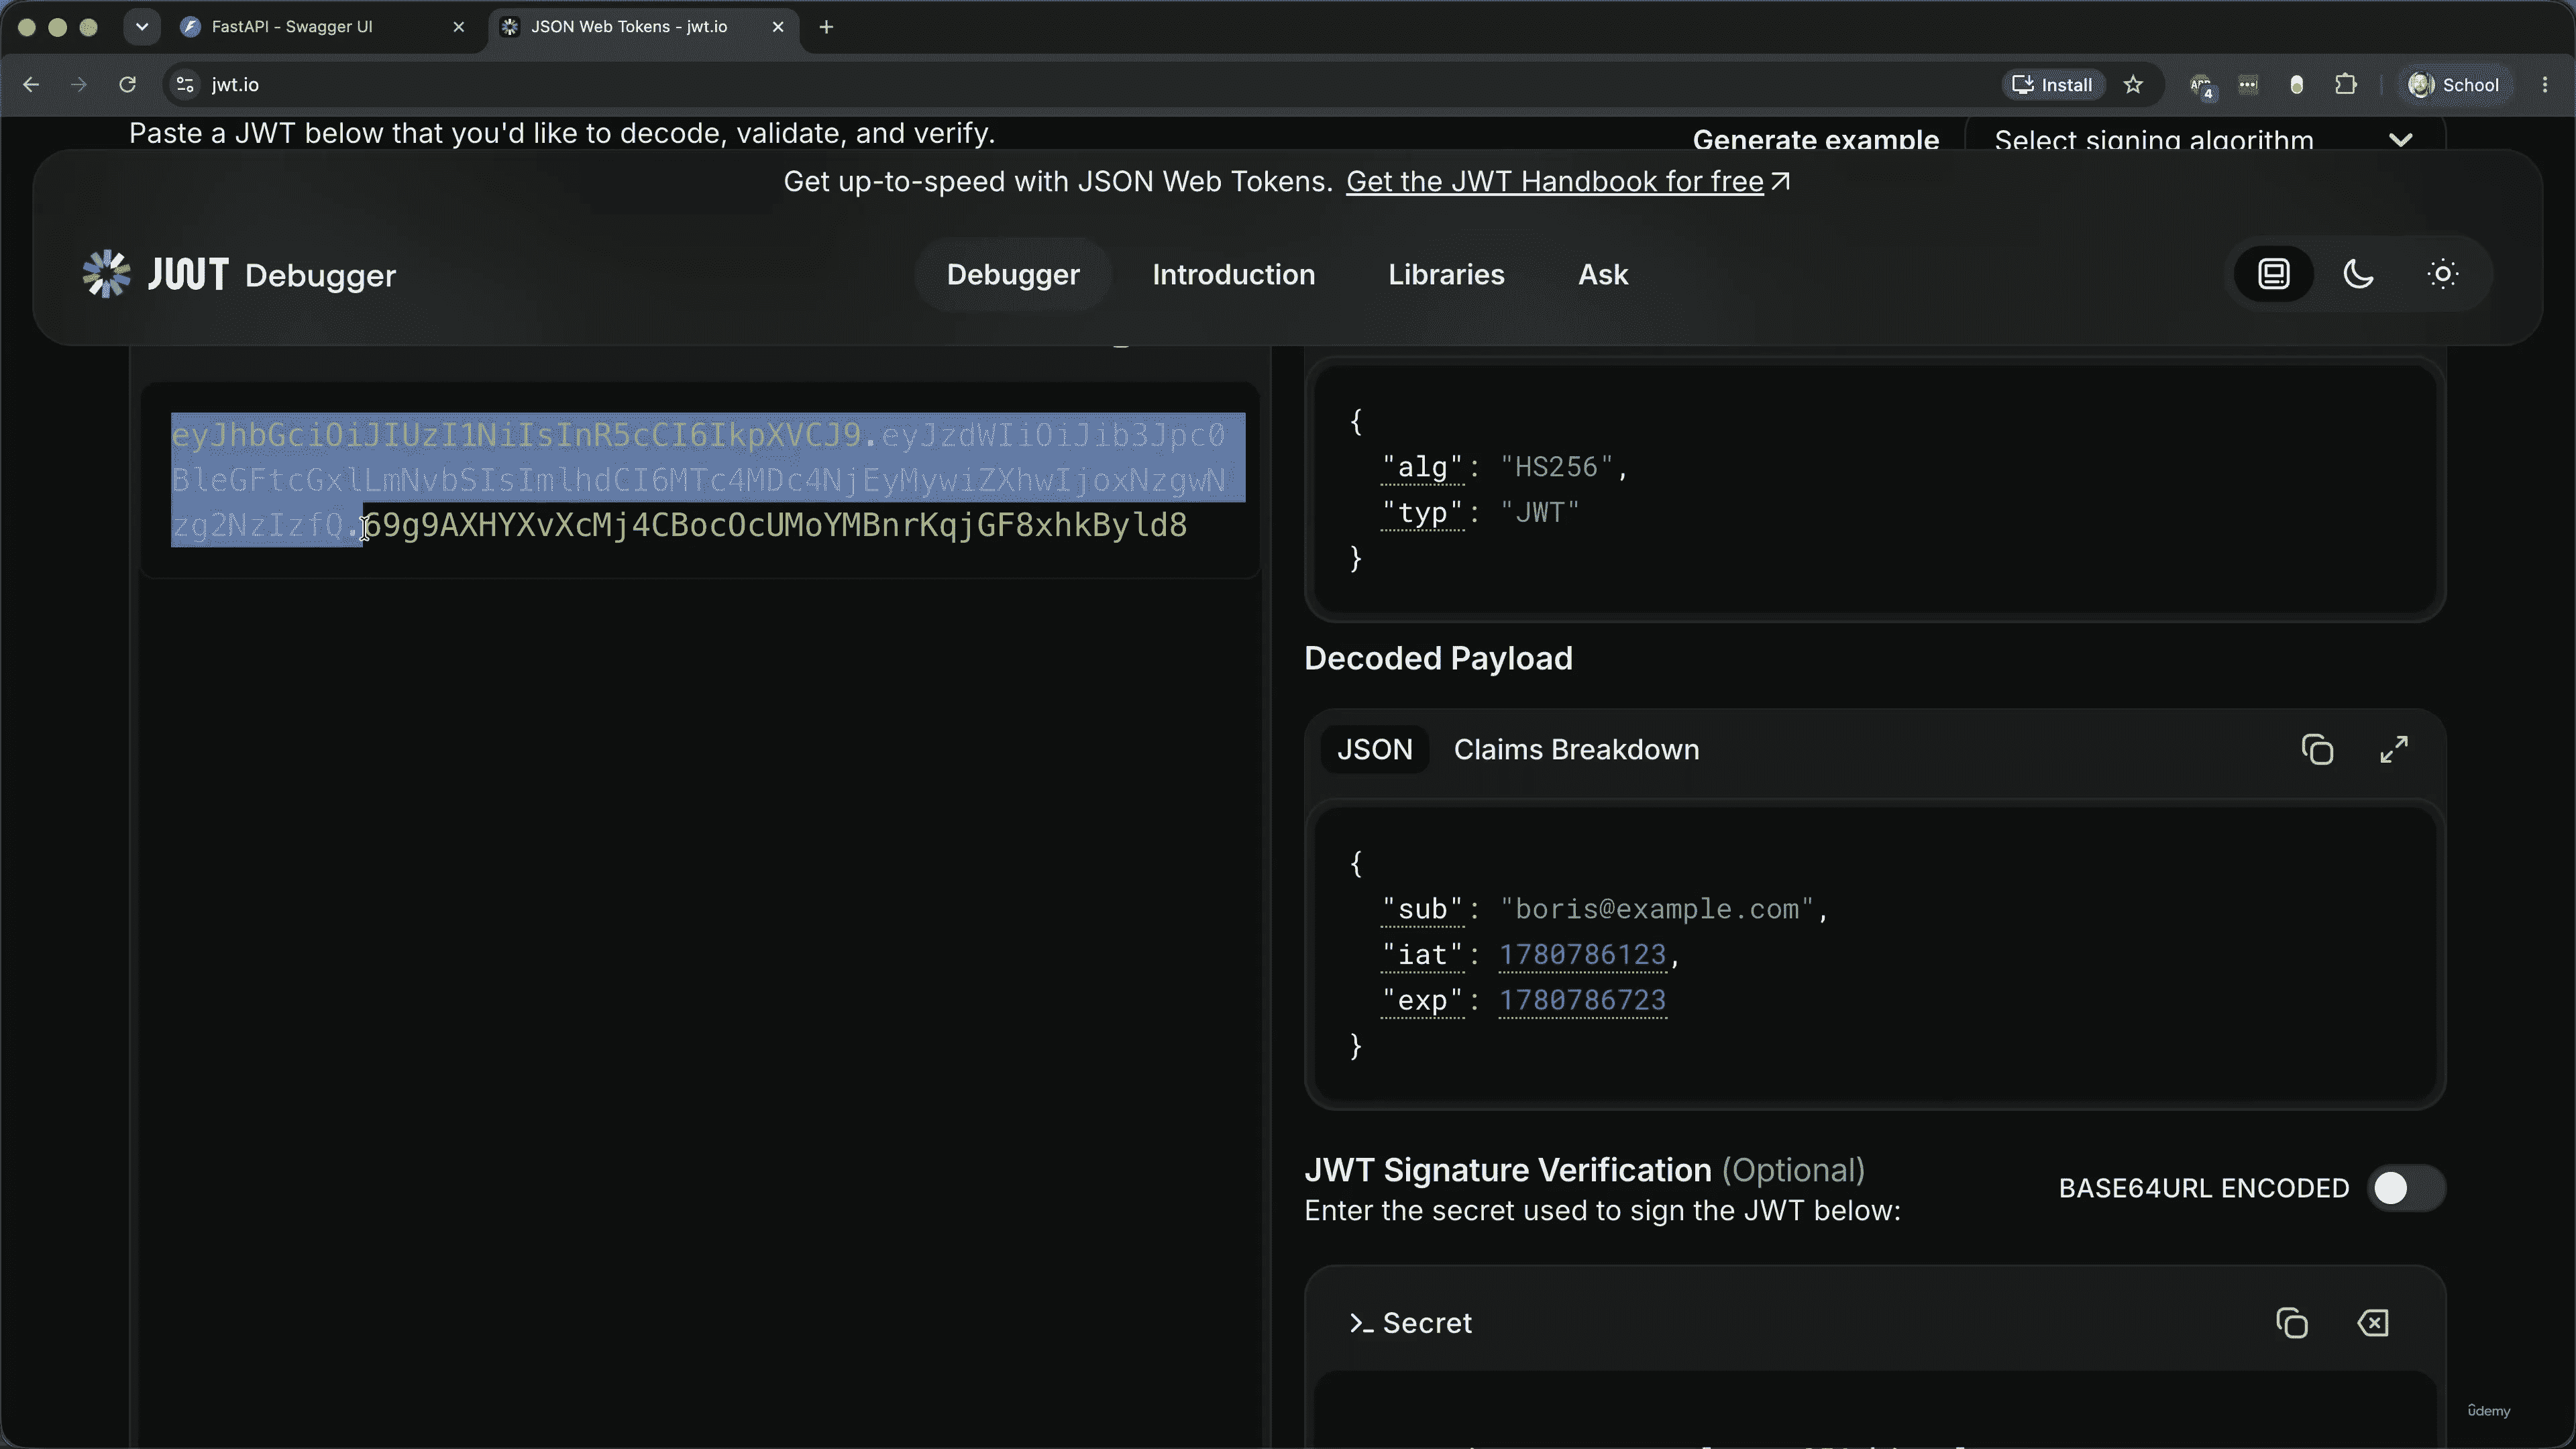 FastAPI - Swagger UI
JSON Web Tokens - jwt.io
jwt.io
Install
4
School
Paste a JWT below that you'd like to decode, validate, and verify.
Generate example
Select signing algorithm
Get up-to-speed with JSON Web Tokens. Get the JWT Handbook for free
JWT Debugger
Debugger
Introduction
Libraries
Ask
eyJhbGciOiJIUzI1NiIsInR5cCI6IkpXVCJ9.eyJzdWIiOiJib3Jpc0
BleGFtcGxlLmNvbSIsImlhdCI6MTc4MDc4NjEyMywiZXhwIjoxNzgwN
zg2NzIzfQ.69g9AXHYXvXcMj4CBocOcUMoYMBnrKqjGF8xhkByld8
{
"alg": "HS256",
"typ": "JWT"
}
Decoded Payload
JSON
Claims Breakdown
{
"sub": "boris@example.com",
"iat": 1780786123,
"exp": 1780786723
}
JWT Signature Verification (Optional)
Enter the secret used to sign the JWT below:
BASE64URL ENCODED
Secret
ûdemy